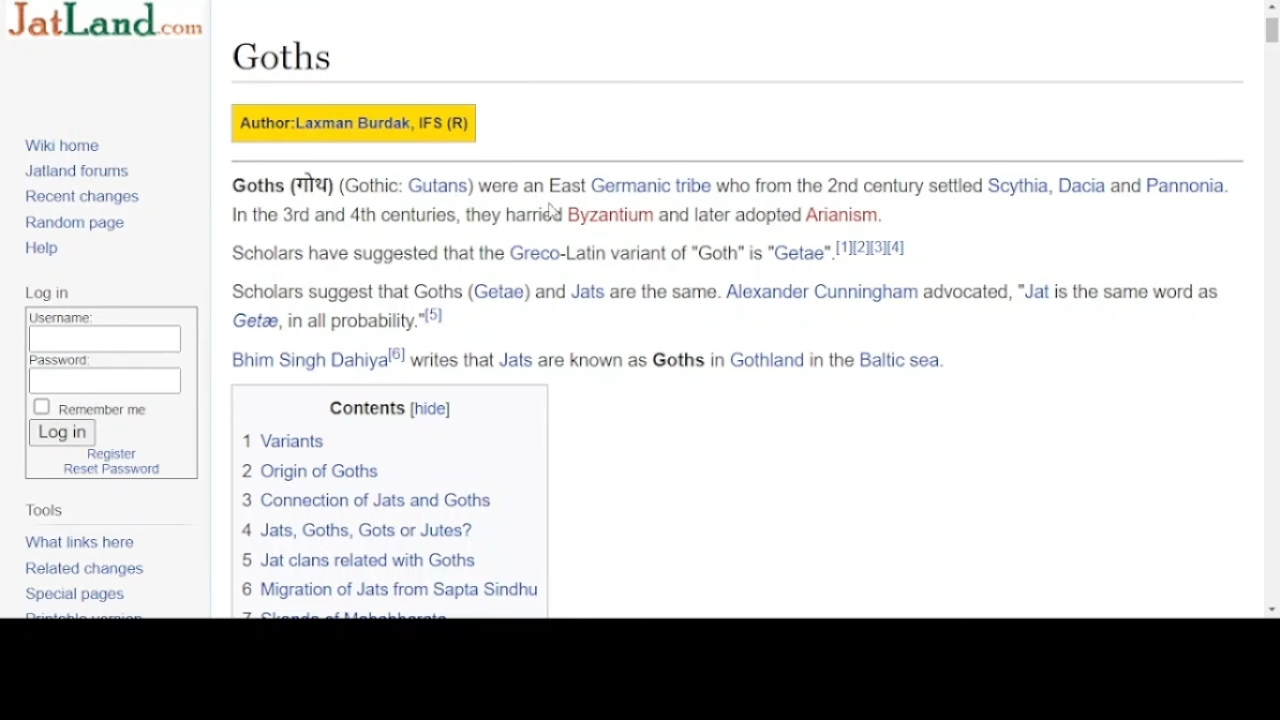 JatLand.com
Wiki home
Jatland forums
Recent changes
Random page
Help
Log in
Username:
Password:
Remember me
Log in
Register
Reset Password
Tools
What links here
Related changes
Special pages
Printable version
Goths
Author:Laxman Burdak, IFS (R)
Goths (गोथ) (Gothic: Gutans) were an East Germanic tribe who from the 2nd century settled Scythia, Dacia and Pannonia.
In the 3rd and 4th centuries, they harried Byzantium and later adopted Arianism.
Scholars have suggested that the Greco-Latin variant of "Goth" is "Getae".[1][2][3][4]
Scholars suggest that Goths (Getae) and Jats are the same. Alexander Cunningham advocated, "Jat is the same word as
Getæ, in all probability."[5]
Bhim Singh Dahiya[6] writes that Jats are known as Goths in Gothland in the Baltic sea.
Contents [hide]
1 Variants
2 Origin of Goths
3 Connection of Jats and Goths
4 Jats, Goths, Gots or Jutes?
5 Jat clans related with Goths
6 Migration of Jats from Sapta Sindhu
7 Skanda of Mahabharata